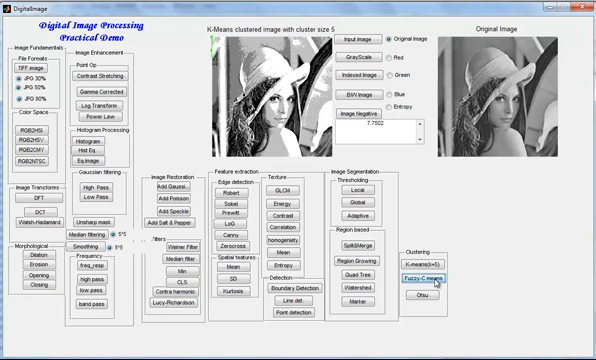 DigitalImage
Digital Image Processing
Practical Demo
K-Means clustered image with cluster size 5
Original Image
Input Image
Original Image
GrayScale
Red
Indexed Image
Green
B/W Image
Blue
Entropy
Image Negative
7.7502
Image Fundamentals
File Formats
TIFF image
JPG 30%
JPG 50%
JPG 90%
Color Space
RGB2HSI
RGB2HSV
RGB2CMY
RGB2NTSC
Image Transforms
DFT
DCT
Walsh-Hadamard
Morphological
Dilation
Erosion
Opening
Closing
Image Enhancement
Point Op
Contrast Stretching
Gamma Corrected
Log Transform
Power Law
Histogram Processing
Histogram
Hist Eq.
Eq.Image
Gaussian filtering
High Pass
Low Pass
Unsharp mask
Median filtering
5*5
Smoothing
5*5
Frequency
freq_resp
high pass
low pass
band pass
Image Restoration
Add Gaussi...
Add Poisson
Add Speckle
Add Salt & Pepper
.filters
Weiner Filter
Median filter
Min
CLS
Contra harmonic
Lucy-Richardson.
Feature extraction
Edge detection
Robert
Sobel
Prewitt
LoG
Canny
Zerocross
Spatial features
Mean
SD
Kurtosis
Texture
GLCM
Energy
Contrast
Correlation
homogeniety
Mean
Entropy
Detection
Boundary Detection
Line det.
Point detection
Image Segmentation
Thresholding
Local
Global
Adaptive
Region based
Split&Merge
Region Growing
Quad Tree
Watershed
Marker
Clustering
K-means(k=5)
Fuzzy-C means
Otsu